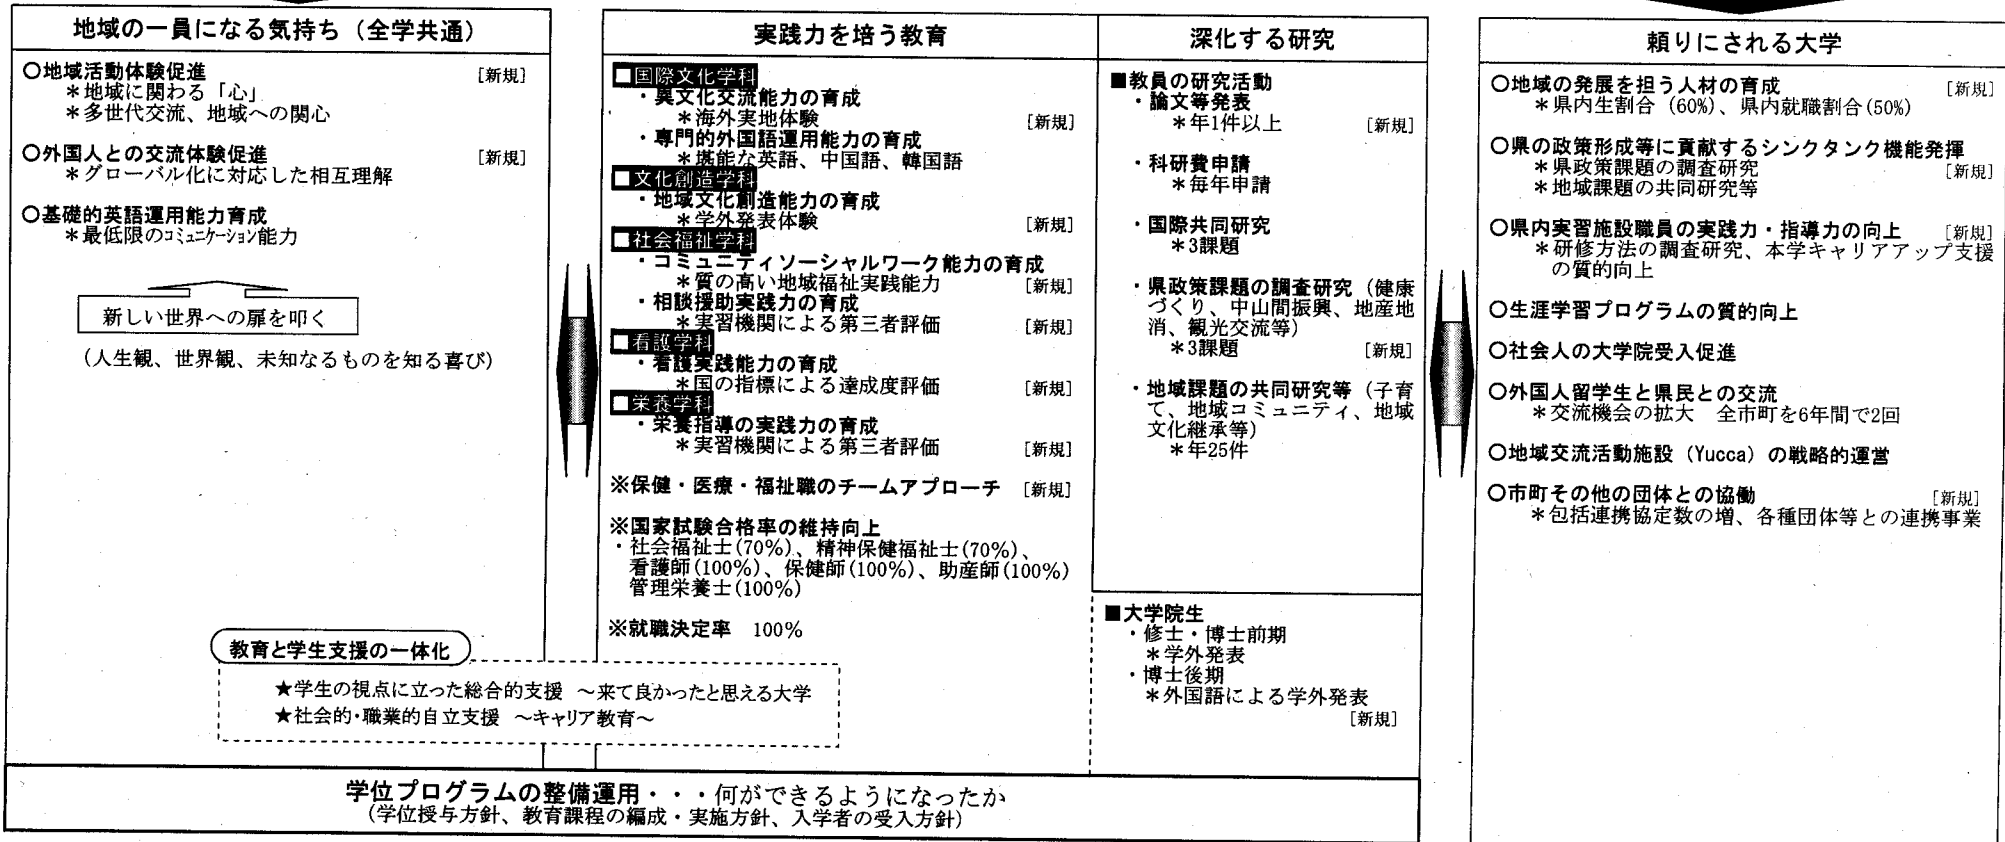 地域の一員になる気持ち（全学共通）
○地域活動体験促進 [新規]
＊地域に関わる「心」
＊多世代交流、地域への関心
○外国人との交流体験促進 [新規]
＊グローバル化に対応した相互理解
○基礎的英語運用能力育成
＊最低限のコミュニケーション能力
新しい世界への扉を叩く
（人生観、世界観、未知なるものを知る喜び）
実践力を培う教育
□国際文化学科
・異文化交流能力の育成
＊海外実地体験 [新規]
・専門的外国語運用能力の育成
＊堪能な英語、中国語、韓国語
□文化創造学科
・地域文化創造能力の育成
＊学外発表体験 [新規]
□社会福祉学科
・コミュニティソーシャルワーク能力の育成
＊質の高い地域福祉実践能力 [新規]
・相談援助実践力の育成
＊実習機関による第三者評価 [新規]
□看護学科
・看護実践能力の育成
＊国の指標による達成度評価 [新規]
□栄養学科
・栄養指導の実践力の育成
＊実習機関による第三者評価 [新規]
※保健・医療・福祉職のチームアプローチ [新規]
※国家試験合格率の維持向上
・社会福祉士(70%)、精神保健福祉士(70%)、
看護師(100%)、保健師(100%)、助産師(100%)
管理栄養士(100%)
※就職決定率 100%
教育と学生支援の一体化
★学生の視点に立った総合的支援 ～来て良かったと思える大学
★社会的・職業的自立支援 ～キャリア教育～
深化する研究
■教員の研究活動
・論文等発表
＊年1件以上 [新規]
・科研費申請
＊毎年申請
・国際共同研究
＊3課題
・県政策課題の調査研究（健康
づくり、中山間振興、地産地
消、観光交流等）
＊3課題 [新規]
・地域課題の共同研究等（子育
て、地域コミュニティ、地域
文化継承等）
＊年25件
■大学院生
・修士・博士前期
＊学外発表
・博士後期
＊外国語による学外発表
[新規]
学位プログラムの整備運用・・・何ができるようになったか
（学位授与方針、教育課程の編成・実施方針、入学者の受入方針）
頼りにされる大学
○地域の発展を担う人材の育成 [新規]
＊県内生割合（60%）、県内就職割合(50%)
○県の政策形成等に貢献するシンクタンク機能発揮
＊県政策課題の調査研究 [新規]
＊地域課題の共同研究等
○県内実習施設職員の実践力・指導力の向上 [新規]
＊研修方法の調査研究、本学キャリアアップ支援
の質的向上
○生涯学習プログラムの質的向上
○社会人の大学院受入促進
○外国人留学生と県民との交流
＊交流機会の拡大 全市町を6年間で2回
○地域交流活動施設（Yucca）の戦略的運営
○市町その他の団体との協働 [新規]
＊包括連携協定数の増、各種団体等との連携事業